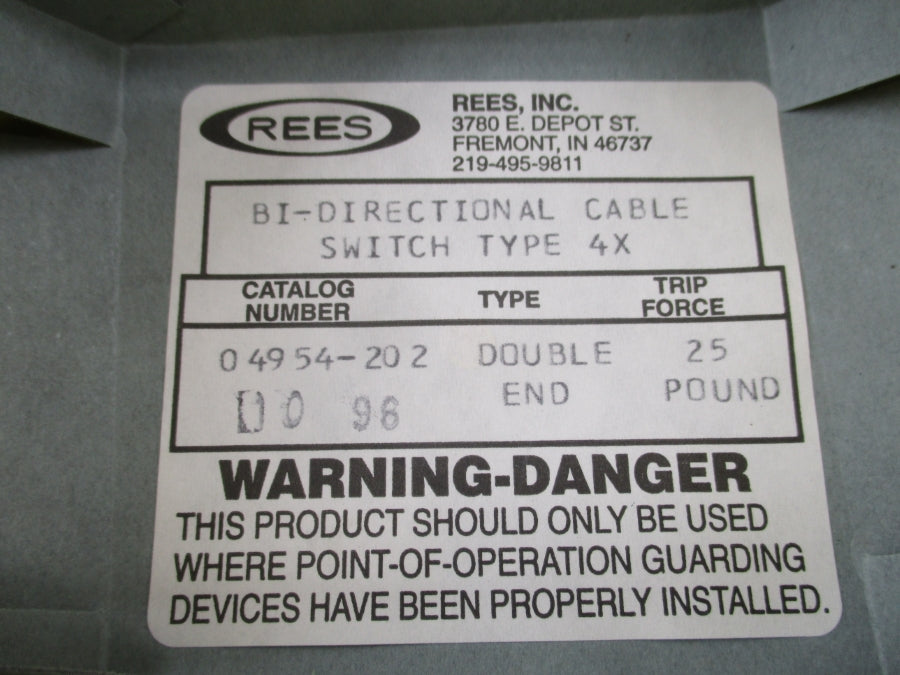 REES
REES, INC.
3780 E. DEPOT ST.
FREMONT, IN 46737
219-495-9811
BI-DIRECTIONAL CABLE
SWITCH TYPE 4X
CATALOG NUMBER
TYPE
TRIP FORCE
04954-202
DOUBLE END
25 POUND
98
WARNING-DANGER
THIS PRODUCT SHOULD ONLY BE USED
WHERE POINT-OF-OPERATION GUARDING
DEVICES HAVE BEEN PROPERLY INSTALLED.